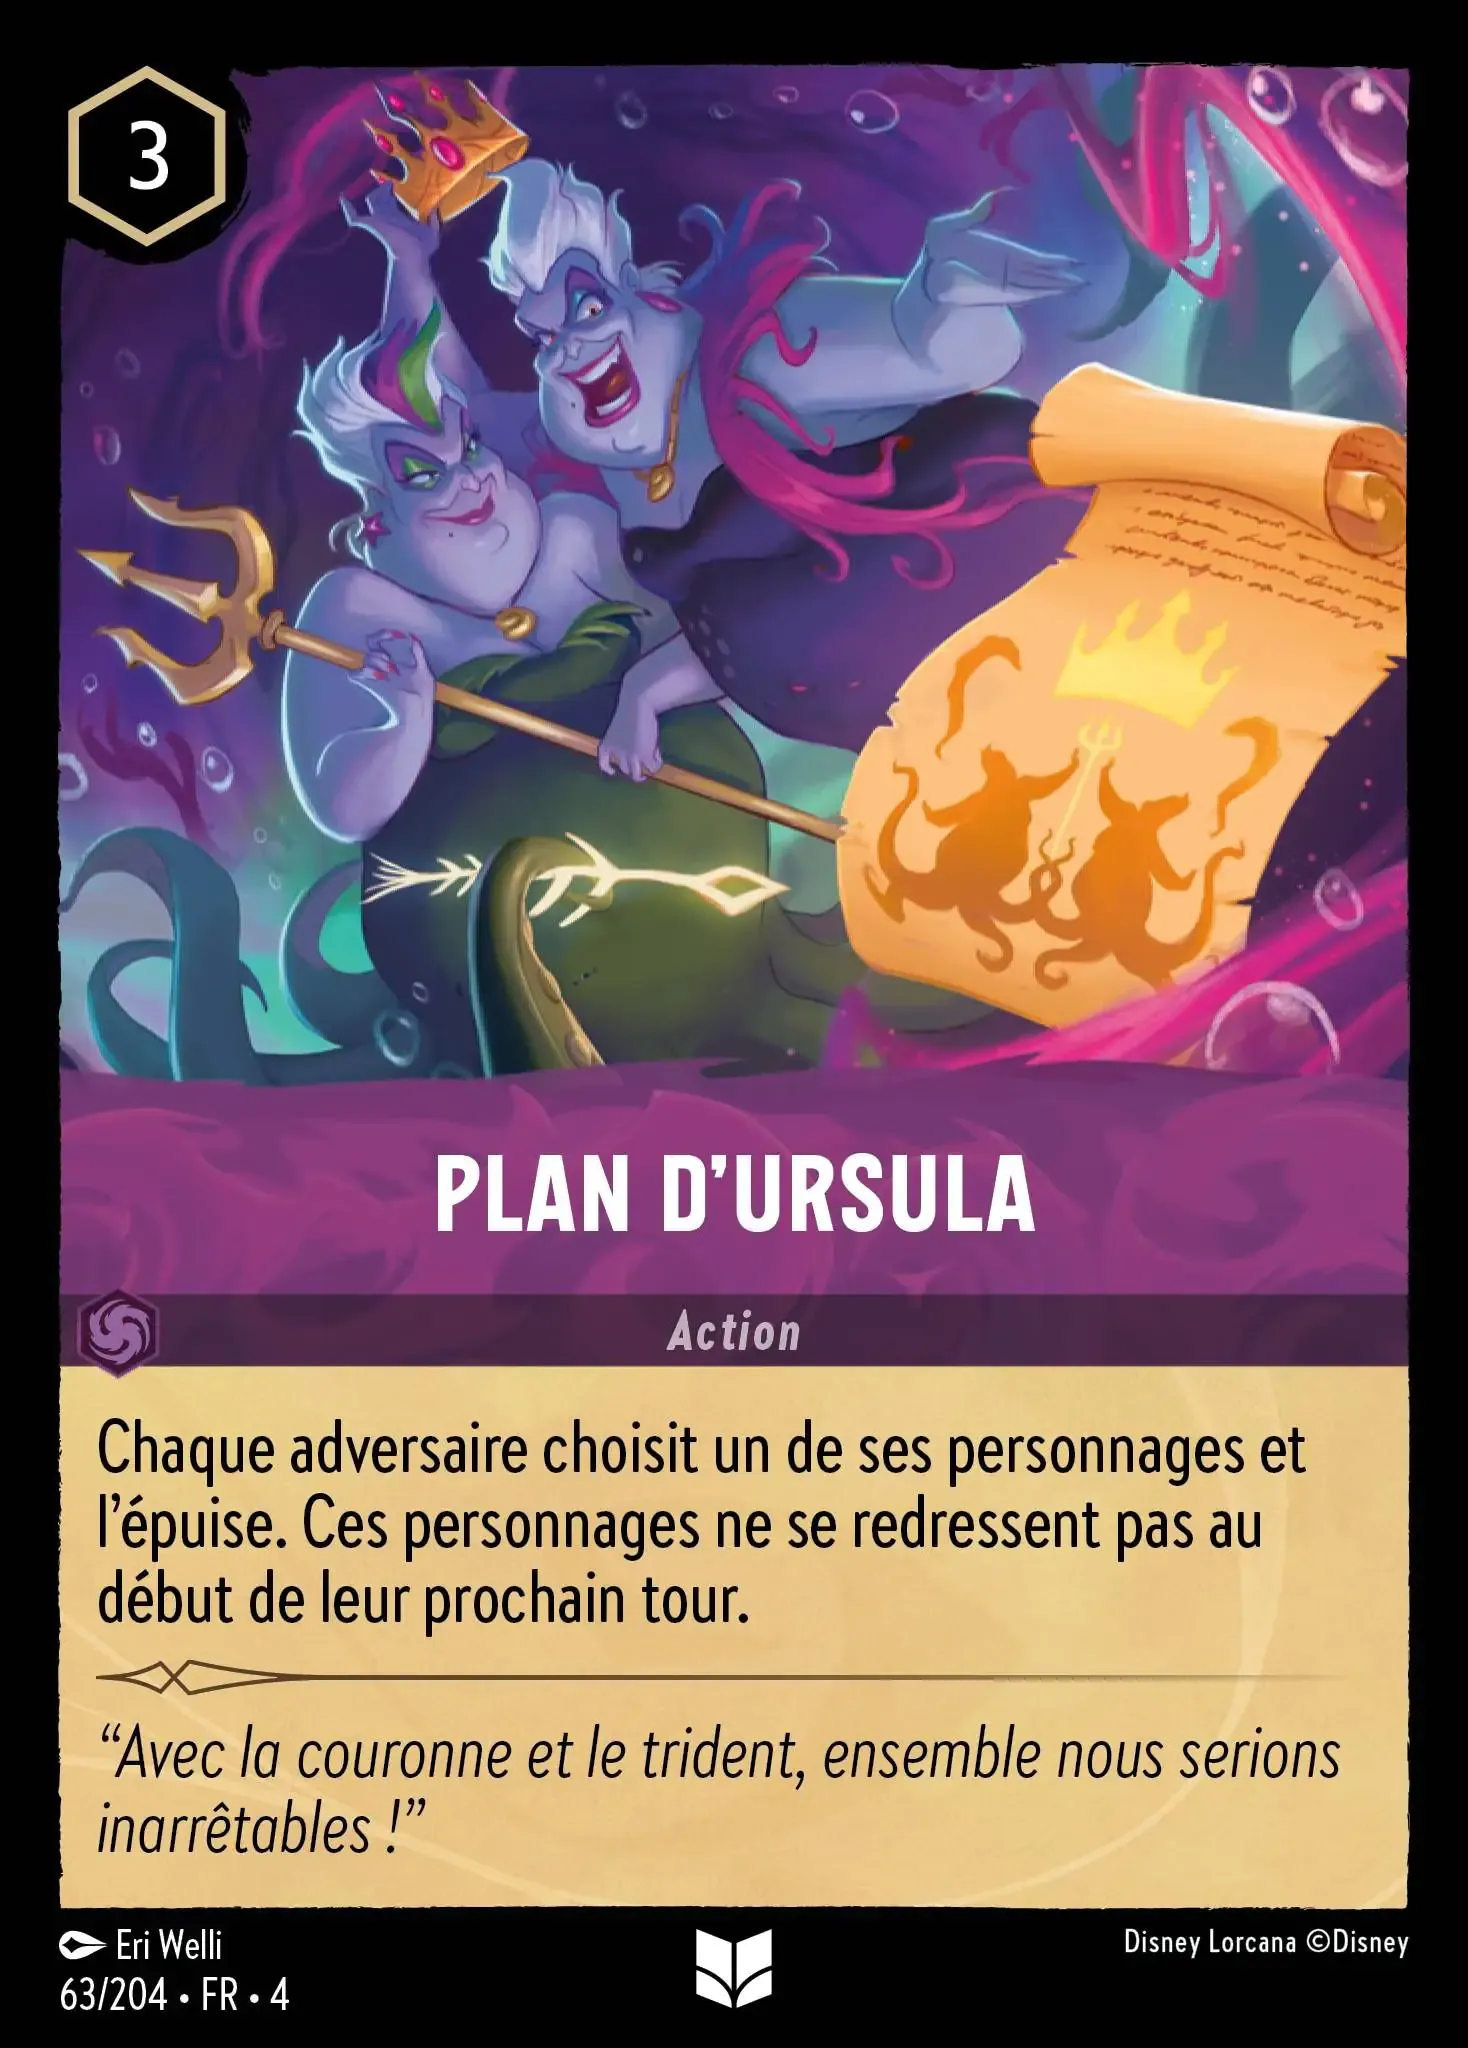 3
PLAN D’URSULA
Action
Chaque adversaire choisit un de ses personnages et
l’épuise. Ces personnages ne se redressent pas au
début de leur prochain tour.
“Avec la couronne et le trident, ensemble nous serions
inarrêtables !”
Eri Welli
Disney Lorcana ©Disney
63/204 • FR • 4